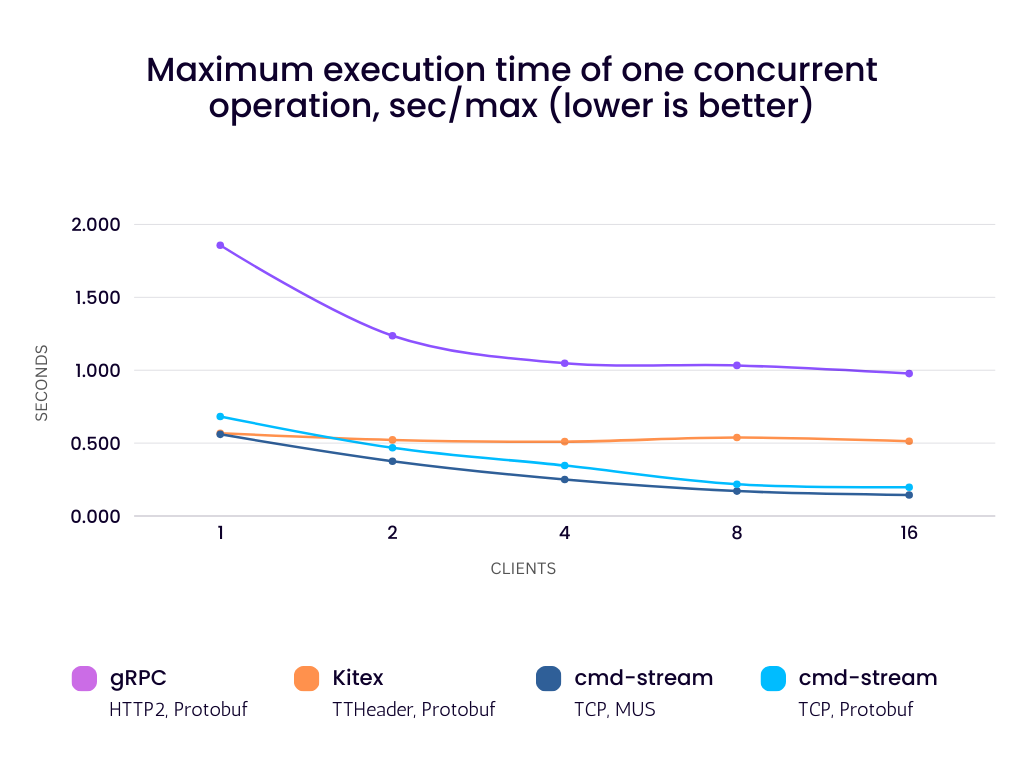 Maximum execution time of one concurrent
operation, sec/max (lower is better)
2.000
1.500
1.000
0.500
0.000
SECONDS
1 2 4 8 16
CLIENTS
gRPC Kitex cmd-stream cmd-stream
HTTP2, Protobuf TTHeader, Protobuf TCP, MUS TCP, Protobuf